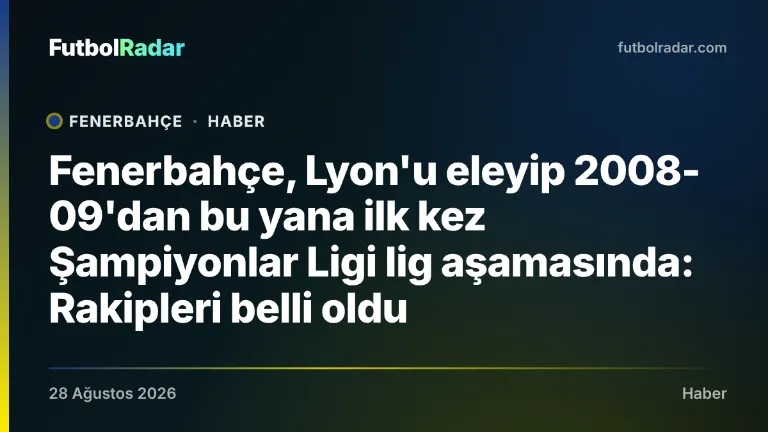 FutbolRadar
futbolradar.com
FENERBAHÇE · HABER
Fenerbahçe, Lyon'u eleyip 2008-
09'dan bu yana ilk kez
Şampiyonlar Ligi lig aşamasında:
Rakipleri belli oldu
28 Ağustos 2026
Haber